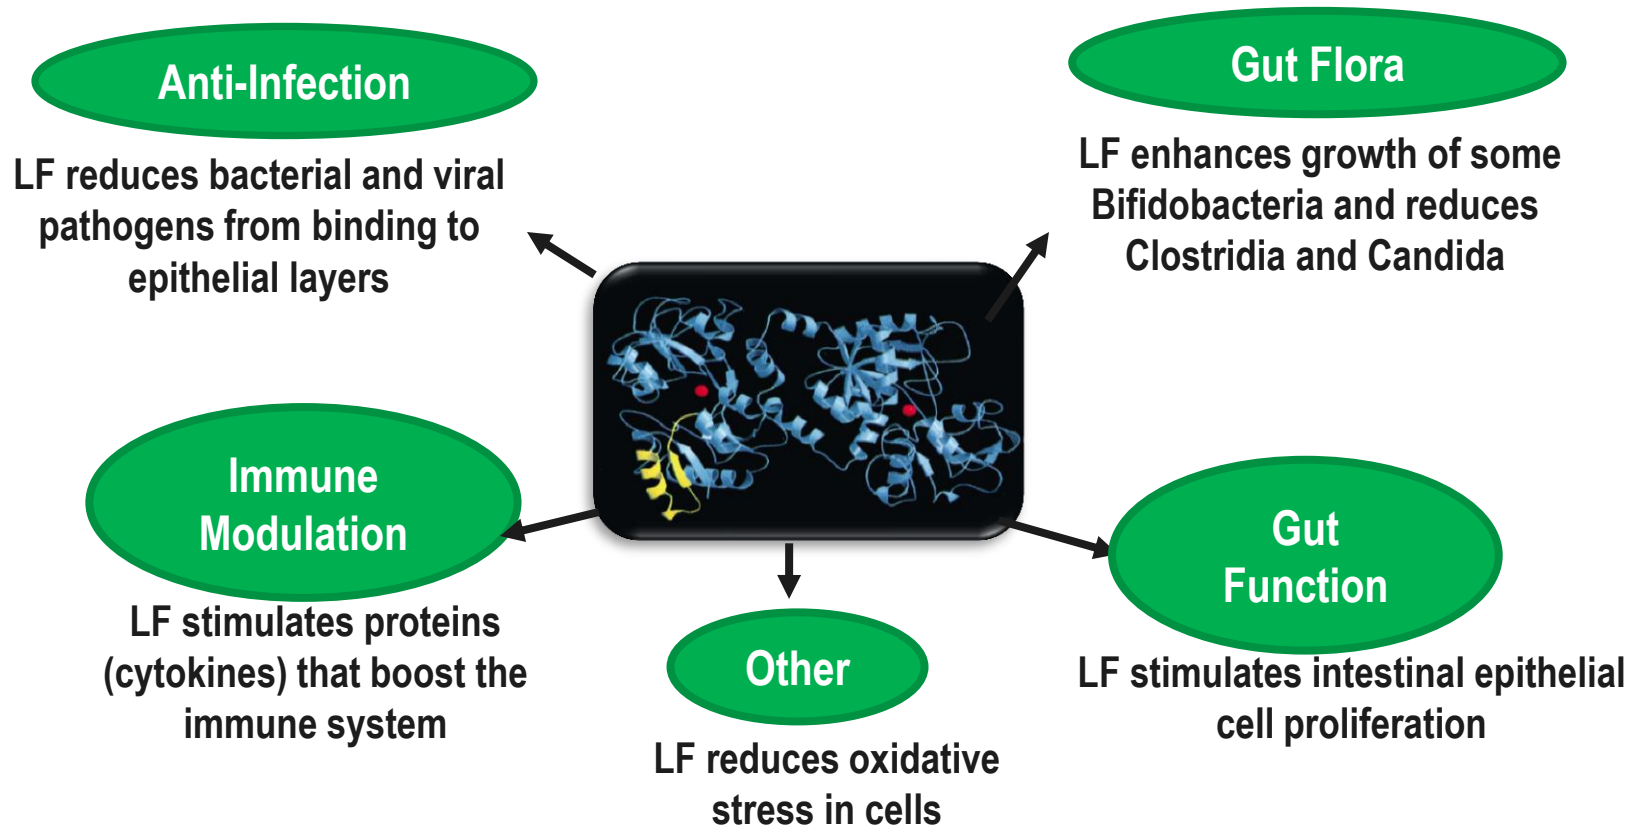 Anti-Infection
LF reduces bacterial and viral
pathogens from binding to
epithelial layers
Gut Flora
LF enhances growth of some
Bifidobacteria and reduces
Clostridia and Candida
Immune
Modulation
LF stimulates proteins
(cytokines) that boost the
immune system
Other
LF reduces oxidative
stress in cells
Gut
Function
LF stimulates intestinal epithelial
cell proliferation